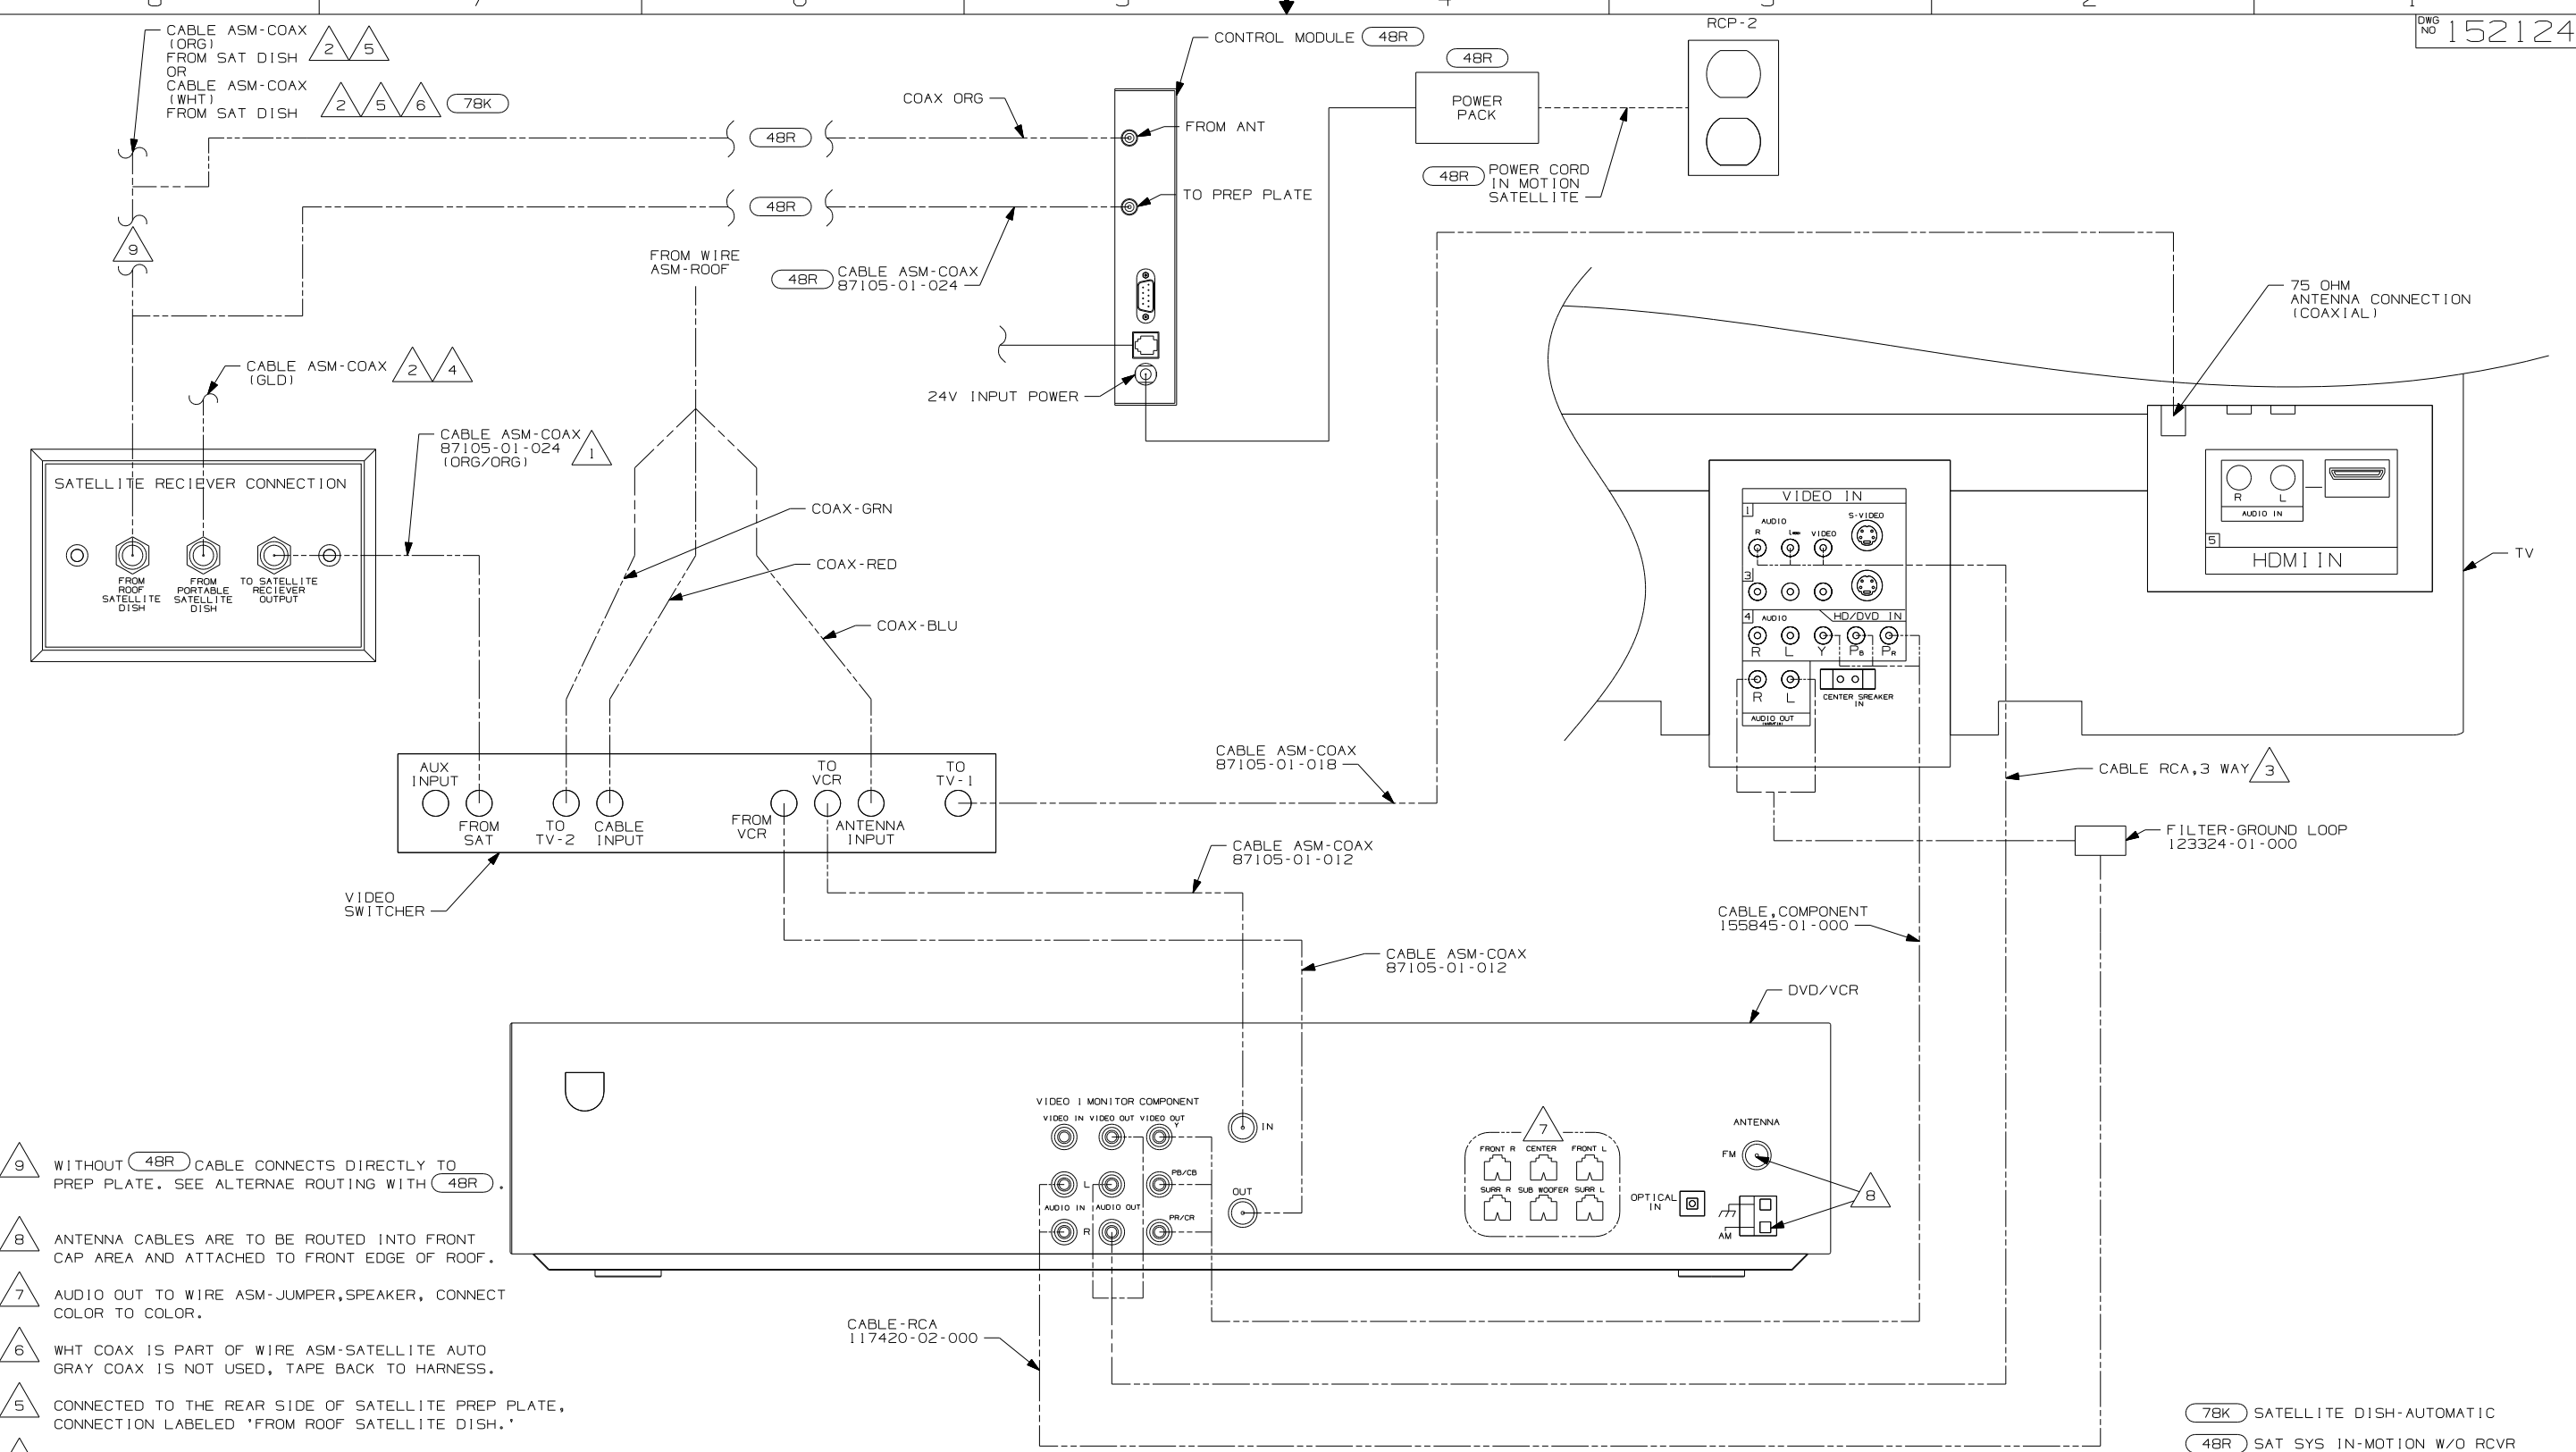 DWG
NO 152124
CABLE ASM-COAX
(ORG)
FROM SAT DISH
2 5
OR
CABLE ASM-COAX
(WHT)
FROM SAT DISH
2 5 6 78K
CONTROL MODULE 48R
COAX ORG
48R
FROM ANT
48R
TO PREP PLATE
48R CABLE ASM-COAX
87105-01-024
24V INPUT POWER
48R
POWER
PACK
RCP-2
48R POWER CORD
IN MOTION
SATELLITE
9
FROM WIRE
ASM-ROOF
CABLE ASM-COAX
(GLD)
2 4
CABLE ASM-COAX
87105-01-024
(ORG/ORG)
1
SATELLITE RECIEVER CONNECTION
FROM
ROOF
SATELLITE
DISH
FROM
PORTABLE
SATELLITE
DISH
TO SATELLITE
RECIEVER
OUTPUT
COAX-GRN
COAX-RED
COAX-BLU
75 OHM
ANTENNA CONNECTION
(COAXIAL)
R L
AUDIO IN
5
HDMI IN
TV
VIDEO IN
1
AUDIO
S-VIDEO
R L VIDEO
3
4 AUDIO
HD/DVD IN
R L Y PB PR
R L
CENTER SPEAKER
IN
AUDIO OUT
AUX
INPUT
FROM
SAT
TO
TV-2
CABLE
INPUT
FROM
VCR
TO
VCR
ANTENNA
INPUT
TO
TV-1
VIDEO
SWITCHER
CABLE ASM-COAX
87105-01-018
CABLE ASM-COAX
87105-01-012
CABLE ASM-COAX
87105-01-012
CABLE RCA,3 WAY 3
FILTER-GROUND LOOP
123324-01-000
CABLE,COMPONENT
155845-01-000
DVD/VCR
VIDEO 1 MONITOR COMPONENT
VIDEO IN VIDEO OUT VIDEO OUT
Y
L
PB/CB
AUDIO IN AUDIO OUT
R
PR/CR
IN
OUT
7
FRONT R CENTER FRONT L
SURR R SUB WOOFER SURR L
OPTICAL
IN
ANTENNA
FM
AM
8
CABLE-RCA
117420-02-000
9 WITHOUT 48R CABLE CONNECTS DIRECTLY TO
PREP PLATE. SEE ALTERNAE ROUTING WITH 48R .
8 ANTENNA CABLES ARE TO BE ROUTED INTO FRONT
CAP AREA AND ATTACHED TO FRONT EDGE OF ROOF.
7 AUDIO OUT TO WIRE ASM-JUMPER,SPEAKER, CONNECT
COLOR TO COLOR.
6 WHT COAX IS PART OF WIRE ASM-SATELLITE AUTO
GRAY COAX IS NOT USED, TAPE BACK TO HARNESS.
5 CONNECTED TO THE REAR SIDE OF SATELLITE PREP PLATE,
CONNECTION LABELED 'FROM ROOF SATELLITE DISH.'
78K SATELLITE DISH-AUTOMATIC
48R SAT SYS IN-MOTION W/O RCVR